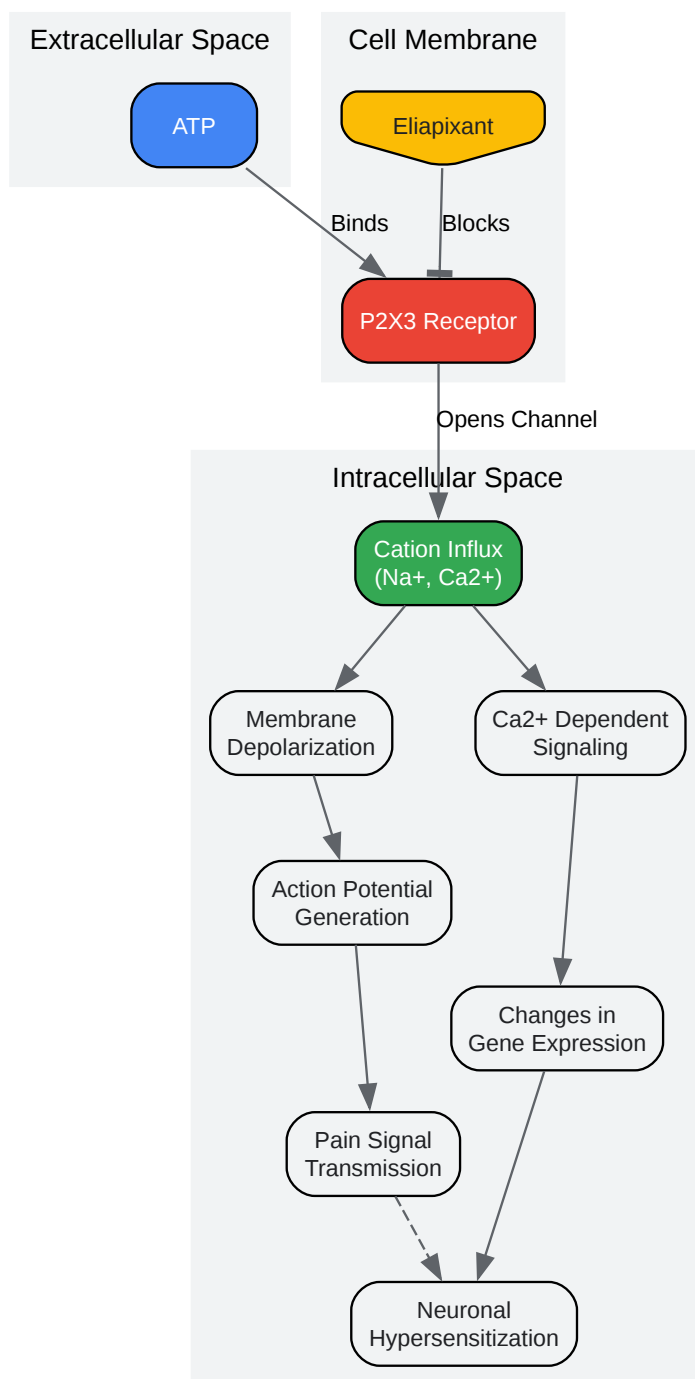 Extracellular Space
Cell Membrane
ATP
Eliapixant
Binds
Blocks
P2X3 Receptor
Opens Channel
Intracellular Space
Cation Influx
(Na+, Ca2+)
Membrane
Depolarization
Ca2+ Dependent
Signaling
Action Potential
Generation
Changes in
Gene Expression
Pain Signal
Transmission
Neuronal
Hypersensitization